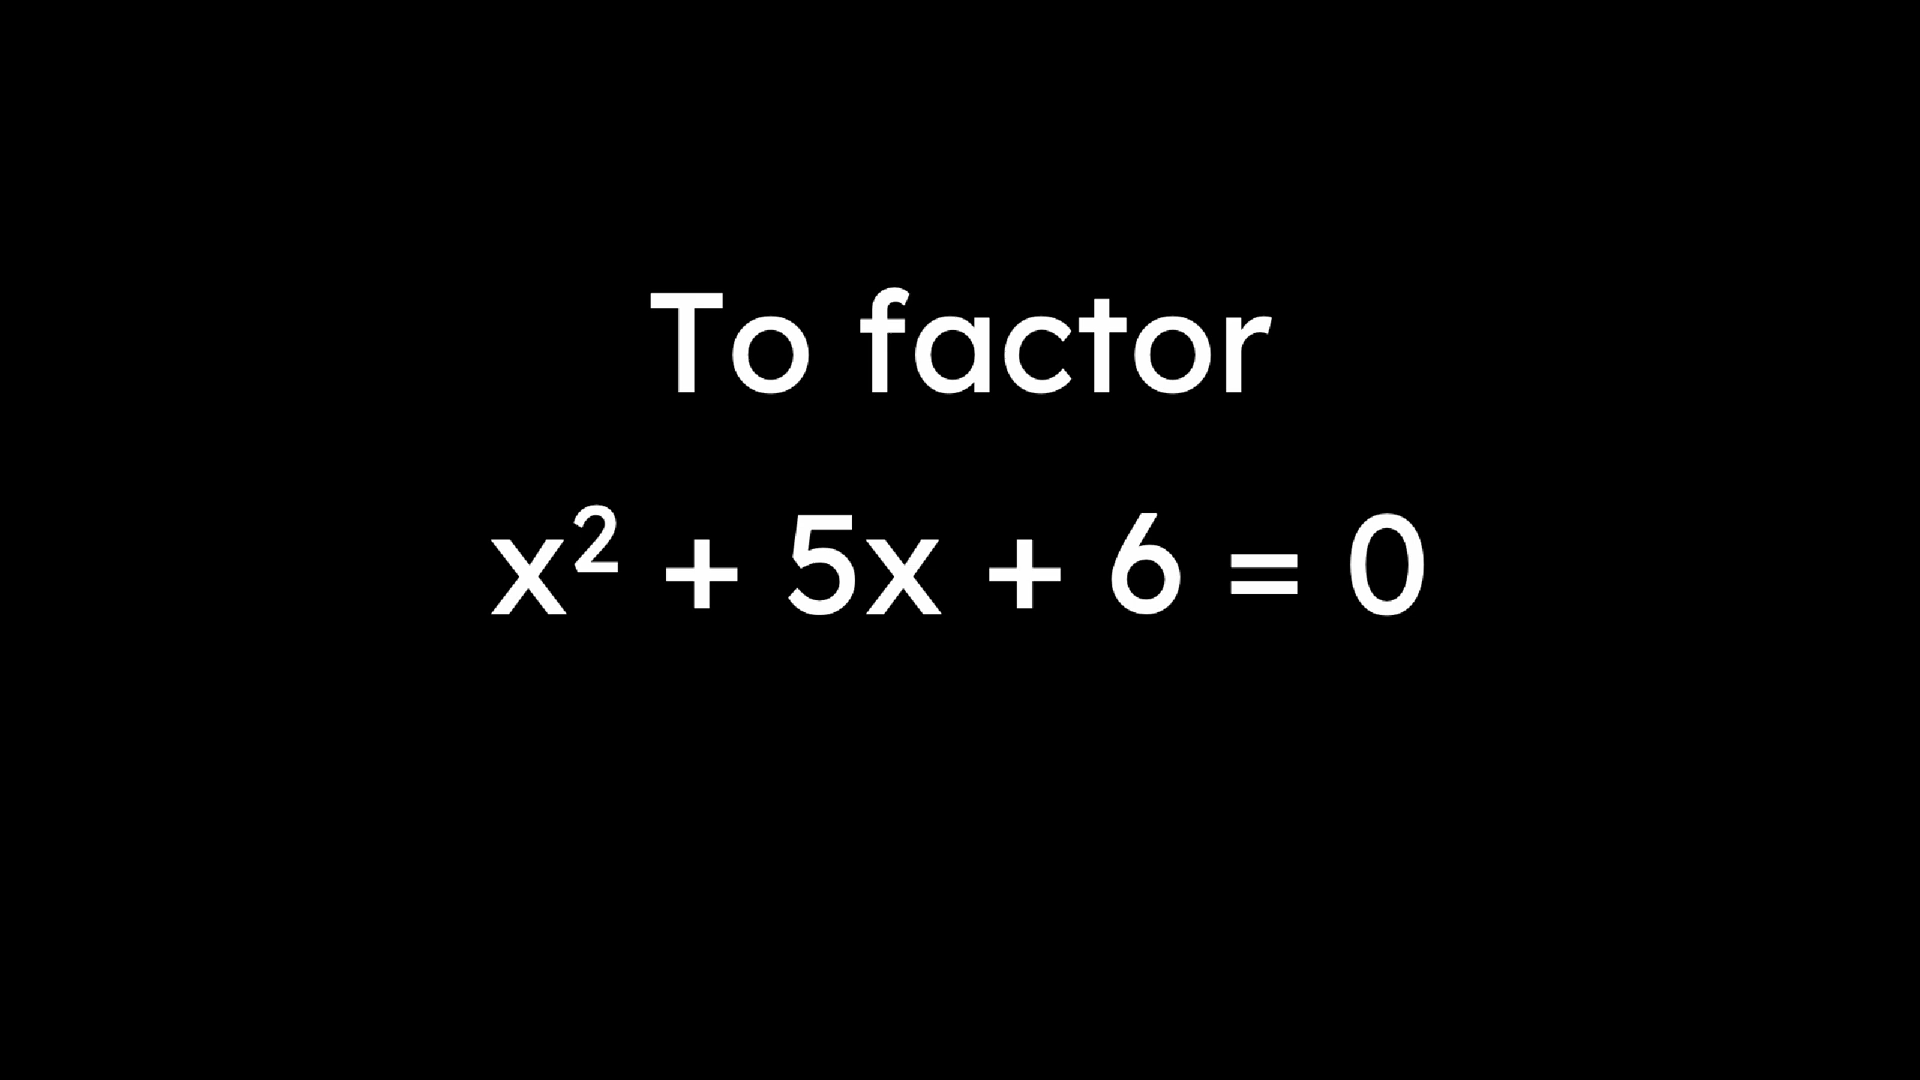 To factor
x² + 5x + 6 = 0